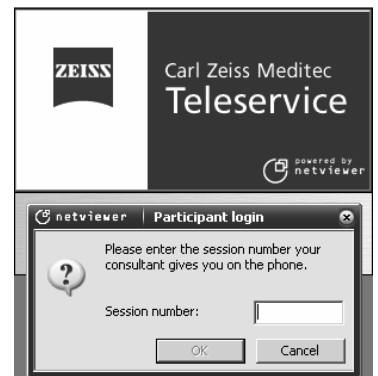 ZEISS
Carl Zeiss Meditec
Teleservice
powered by
netviewer
netviewer Participant login
Please enter the session number your
consultant gives you on the phone.
Session number:
OK Cancel